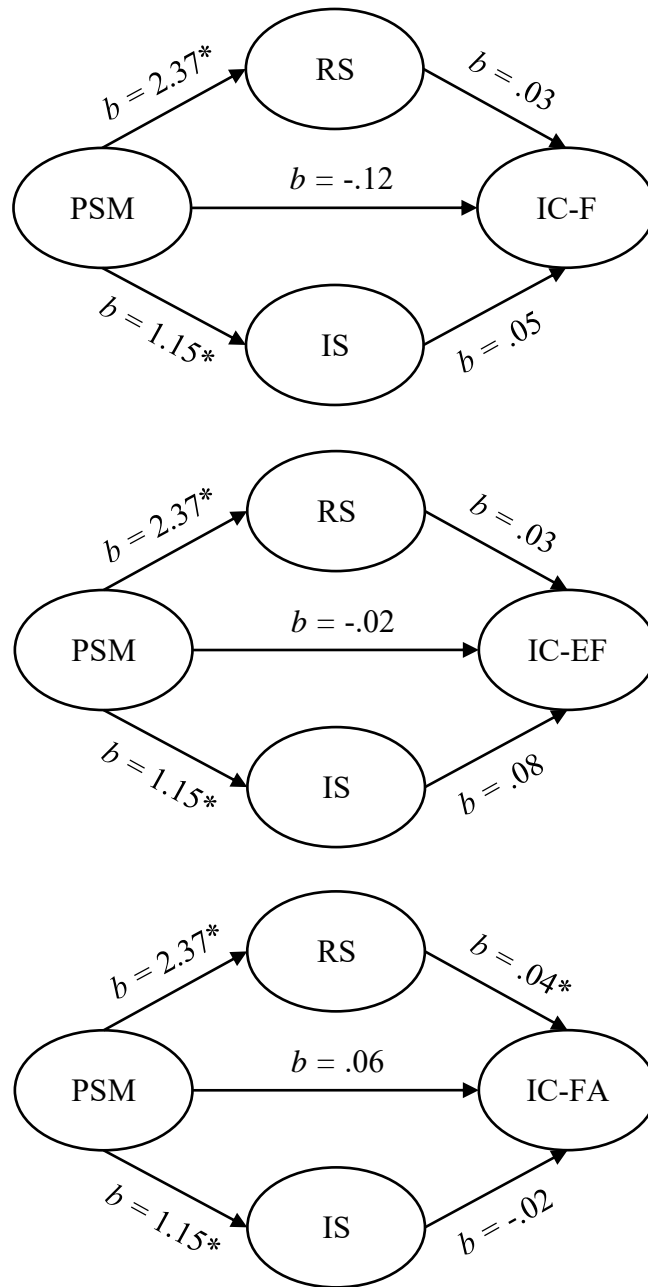 RS
b = 2.37*
b = .03
PSM
b = -.12
IC-F
b = 1.15*
IS
b = .05
RS
b = 2.37*
b = .03
PSM
b = -.02
IC-EF
b = 1.15*
IS
b = .08
RS
b = 2.37*
b = .04*
PSM
b = .06
IC-FA
b = 1.15*
IS
b = -.02